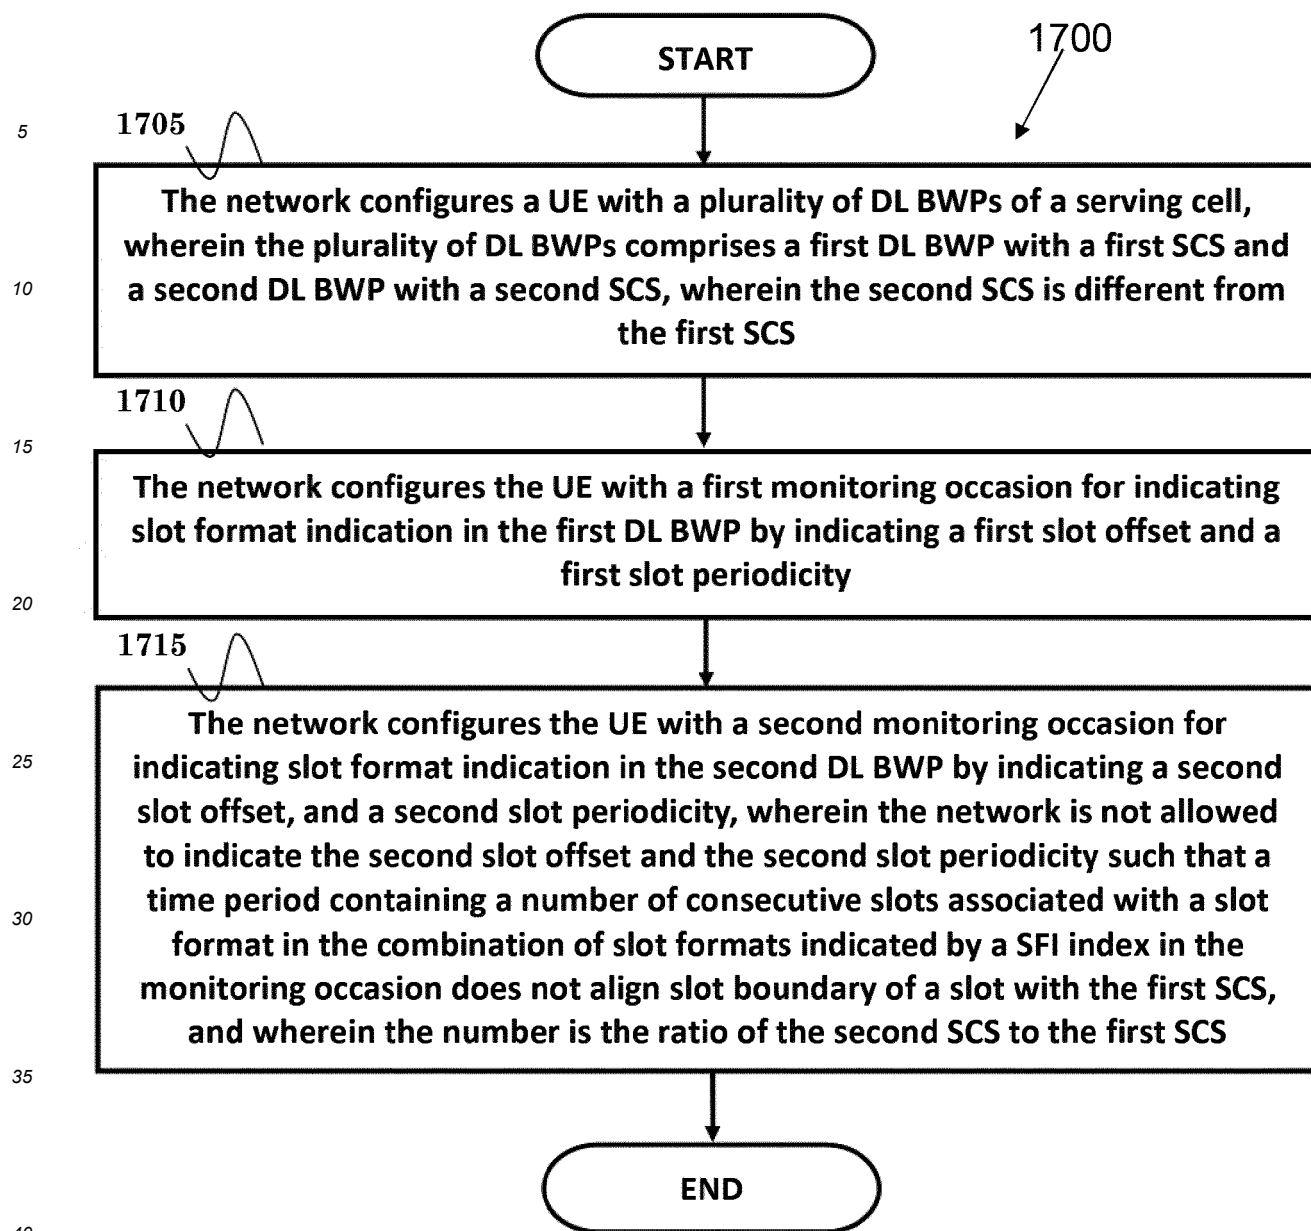 START
1700
5
1705
The network configures a UE with a plurality of DL BWPs of a serving cell,
wherein the plurality of DL BWPs comprises a first DL BWP with a first SCS and
10
a second DL BWP with a second SCS, wherein the second SCS is different from
the first SCS
1710
15
The network configures the UE with a first monitoring occasion for indicating
slot format indication in the first DL BWP by indicating a first slot offset and a
first slot periodicity
20
1715
The network configures the UE with a second monitoring occasion for
25
indicating slot format indication in the second DL BWP by indicating a second
slot offset, and a second slot periodicity, wherein the network is not allowed
to indicate the second slot offset and the second slot periodicity such that a
time period containing a number of consecutive slots associated with a slot
30
format in the combination of slot formats indicated by a SFI index in the
monitoring occasion does not align slot boundary of a slot with the first SCS,
and wherein the number is the ratio of the second SCS to the first SCS
35
END